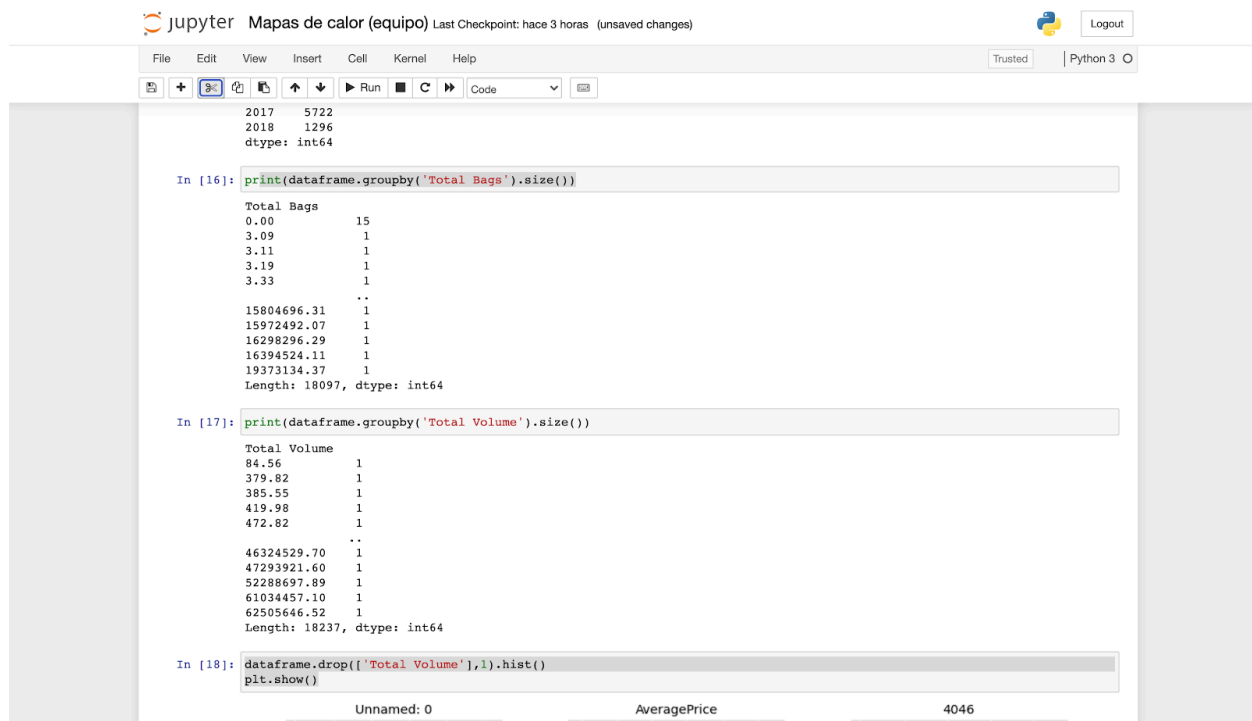 jupyter Mapas de calor (equipo) Last Checkpoint: hace 3 horas (unsaved changes) Logout
File Edit View Insert Cell Kernel Help Trusted Python 3
Run Code
2017 5722
2018 1296
dtype: int64
In [16]: print(dataframe.groupby('Total Bags').size())
Total Bags
0.00 15
3.09 1
3.11 1
3.19 1
3.33 1
..
15804696.31 1
15972492.07 1
16298296.29 1
16394524.11 1
19373134.37 1
Length: 18097, dtype: int64
In [17]: print(dataframe.groupby('Total Volume').size())
Total Volume
84.56 1
379.82 1
385.55 1
419.98 1
472.82 1
..
46324529.70 1
47293921.60 1
52288697.89 1
61034457.10 1
62505646.52 1
Length: 18237, dtype: int64
In [18]: dataframe.drop(['Total Volume'],1).hist()
plt.show()
Unnamed: 0 AveragePrice 4046